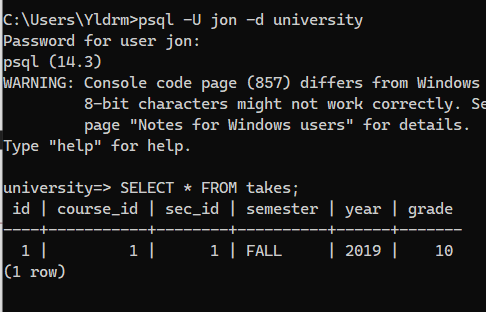 C:\Users\Yldrm>psql -U jon -d university
Password for user jon:
psql (14.3)
WARNING: Console code page (857) differs from Windows
         8-bit characters might not work correctly. Se
         page "Notes for Windows users" for details.
Type "help" for help.

university=> SELECT * FROM takes;
 id | course_id | sec_id | semester | year | grade
----+-----------+--------+----------+------+-------
  1 |         1 |      1 | FALL     | 2019 |    10
(1 row)